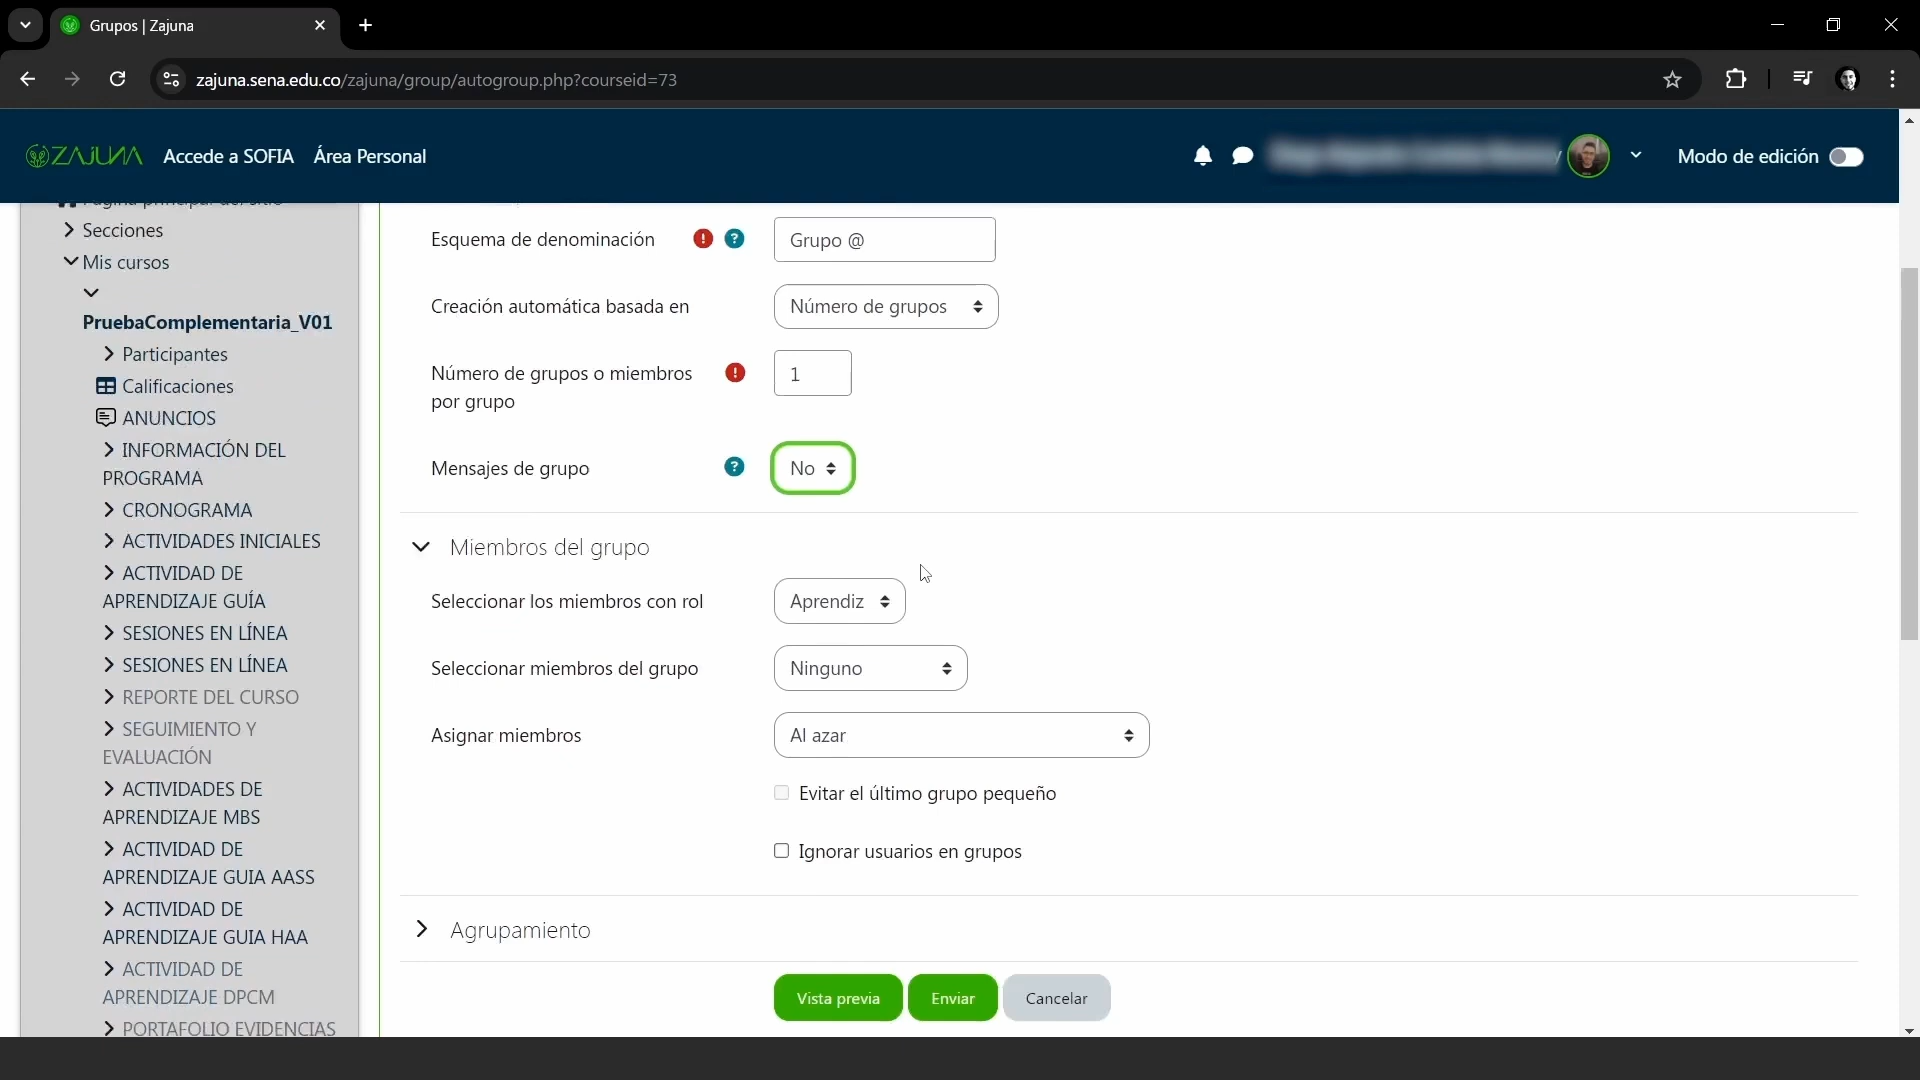 Grupos | Zajuna
zajuna.sena.edu.co/zajuna/group/autogroup.php?courseid=73
ZAJUNA Accede a SOFIA Área Personal Modo de edición
Página principal del sitio
Secciones
Mis cursos
PruebaComplementaria_V01
Participantes
Calificaciones
ANUNCIOS
INFORMACIÓN DEL
PROGRAMA
CRONOGRAMA
ACTIVIDADES INICIALES
ACTIVIDAD DE
APRENDIZAJE GUÍA
SESIONES EN LÍNEA
SESIONES EN LÍNEA
REPORTE DEL CURSO
SEGUIMIENTO Y
EVALUACIÓN
ACTIVIDADES DE
APRENDIZAJE MBS
ACTIVIDAD DE
APRENDIZAJE GUIA AASS
ACTIVIDAD DE
APRENDIZAJE GUIA HAA
ACTIVIDAD DE
APRENDIZAJE DPCM
PORTAFOLIO EVIDENCIAS
Esquema de denominación ! ? Grupo @
Creación automática basada en Número de grupos
Número de grupos o miembros ! 1
por grupo
Mensajes de grupo ? No
Miembros del grupo
Seleccionar los miembros con rol Aprendiz
Seleccionar miembros del grupo Ninguno
Asignar miembros Al azar
Evitar el último grupo pequeño
Ignorar usuarios en grupos
Agrupamiento
Vista previa Enviar Cancelar